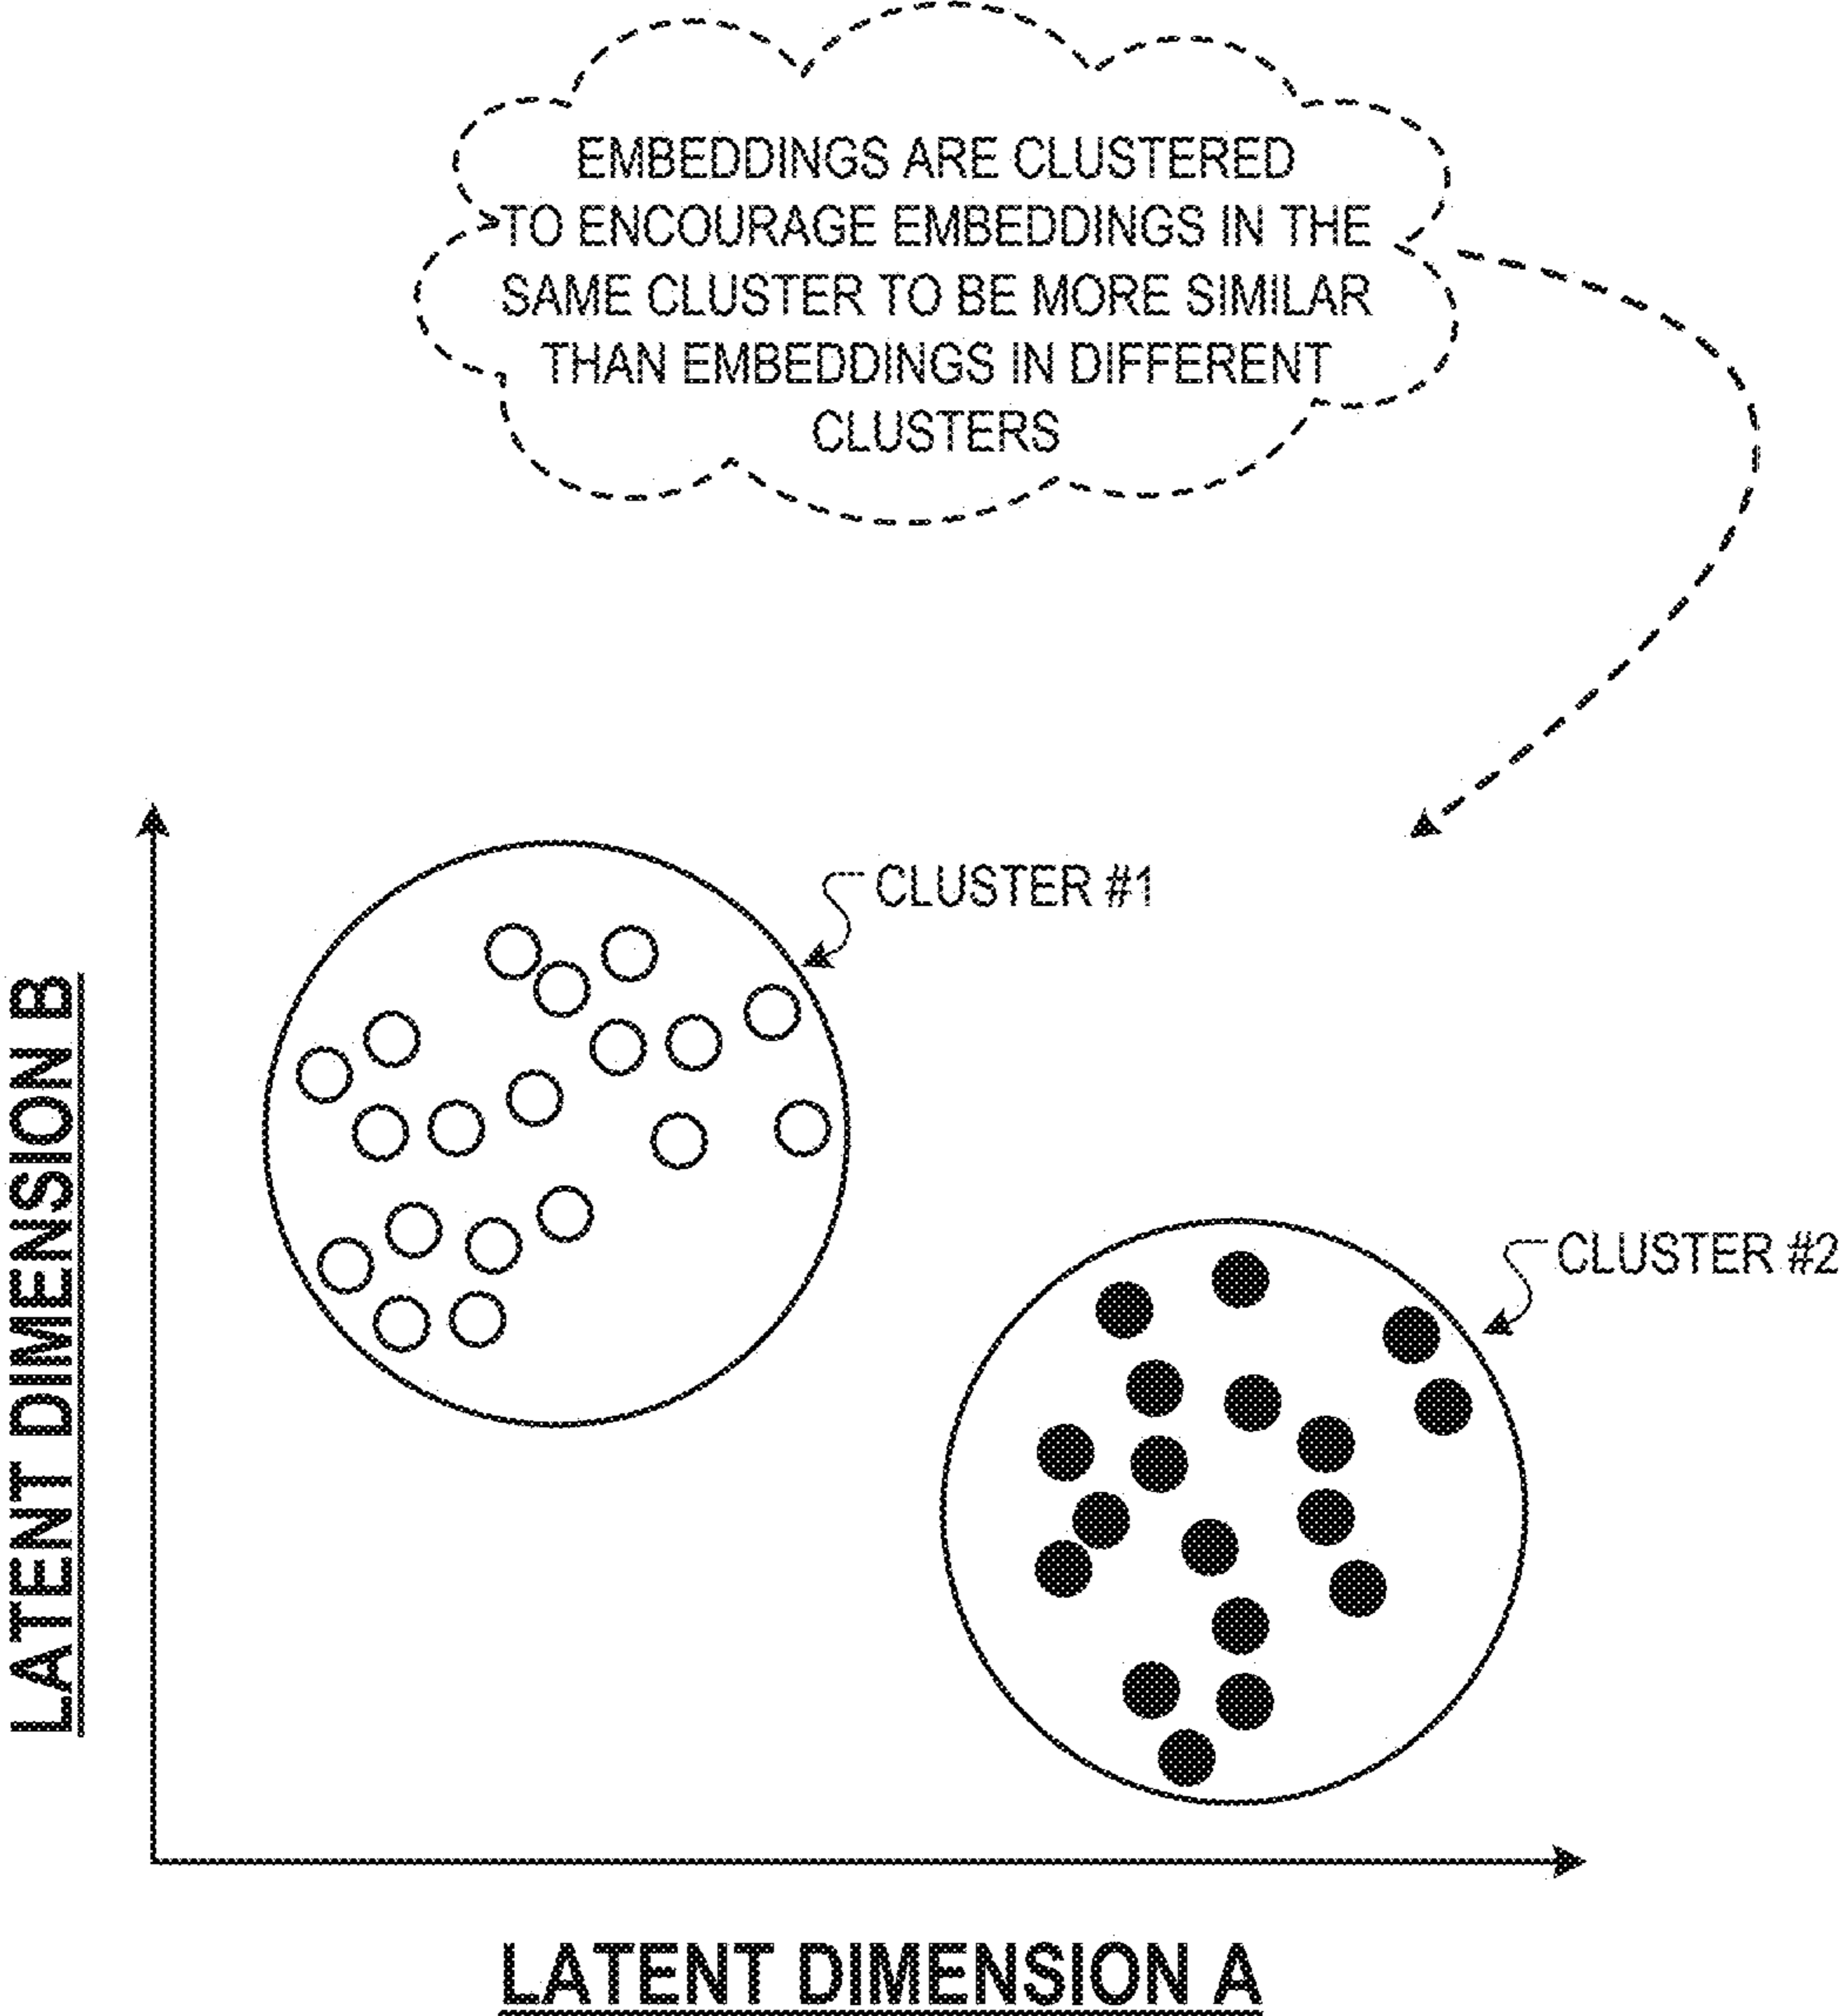 EMBEDDINGS ARE CLUSTERED
TO ENCOURAGE EMBEDDINGS IN THE
SAME CLUSTER TO BE MORE SIMILAR
THAN EMBEDDINGS IN DIFFERENT
CLUSTERS
CLUSTER #1
CLUSTER #2
LATENT DIMENSION B
LATENT DIMENSION A